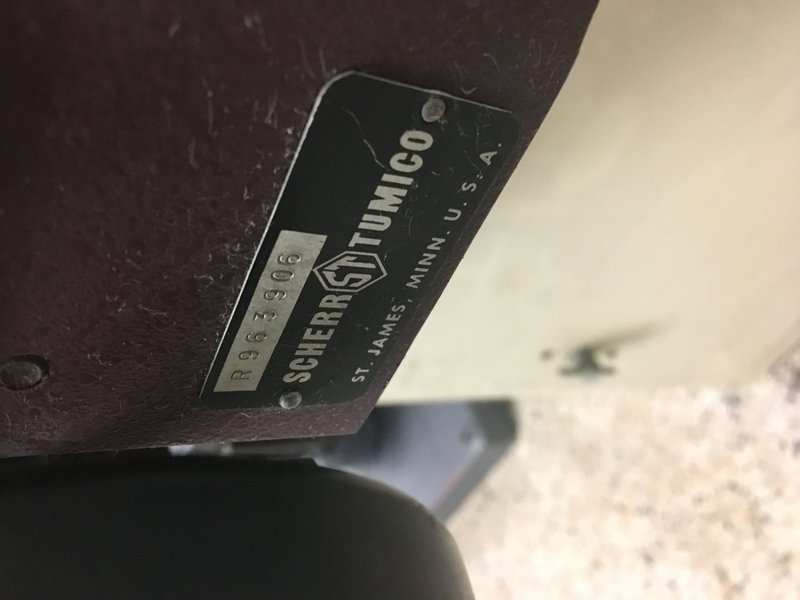 R963906
SCHERR ST TUMICO
ST. JAMES, MINN. U. S. A.